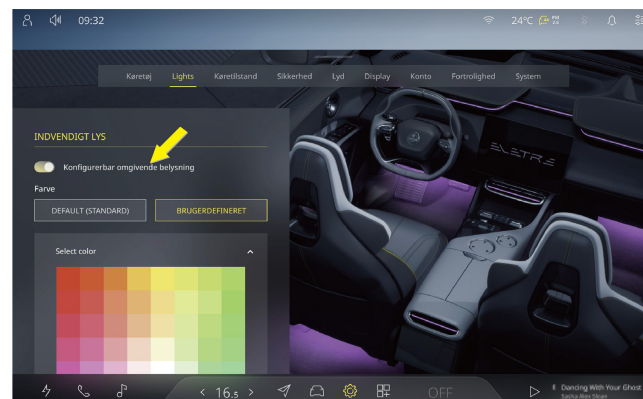 09:32
24°C
Køretøj Lights Køretilstand Sikkerhed Lyd Display Konto Fortrolighed System
INDVENDIGT LYS
Konfigurerbar omgivende belysning
Farve
DEFAULT (STANDARD) BRUGERDEFINERET
Select color
ELETRE
< 16.5 > OFF
Dancing With Your Ghost
Sasha Alex Sloan